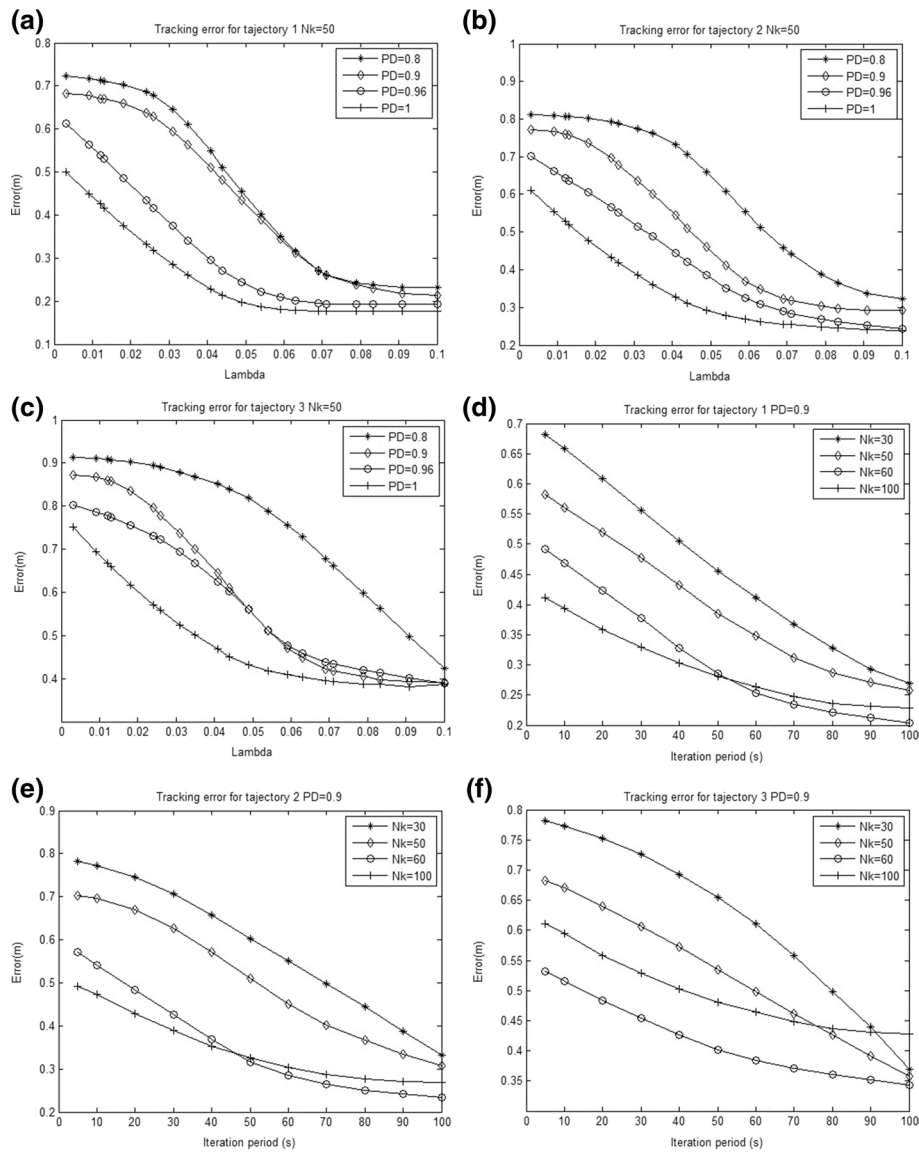 (a)
Tracking error for tajectory 1 Nk=50
0.8
0.7
0.6
0.5
0.4
0.3
0.2
0.1
Error(m)
0 0.01 0.02 0.03 0.04 0.05 0.06 0.07 0.08 0.09 0.1
Lambda
PD=0.8
PD=0.9
PD=0.96
PD=1
(b)
Tracking error for tajectory 2 Nk=50
1
0.9
0.8
0.7
0.6
0.5
0.4
0.3
0.2
Error(m)
0 0.01 0.02 0.03 0.04 0.05 0.06 0.07 0.08 0.09 0.1
Lambda
PD=0.8
PD=0.9
PD=0.96
PD=1
(c)
Tracking error for tajectory 3 Nk=50
1
0.9
0.8
0.7
0.6
0.5
0.4
Error(m)
0 0.01 0.02 0.03 0.04 0.05 0.06 0.07 0.08 0.09 0.1
Lambda
PD=0.8
PD=0.9
PD=0.96
PD=1
(d)
Tracking error for tajectory 1 PD=0.9
0.7
0.65
0.6
0.55
0.5
0.45
0.4
0.35
0.3
0.25
0.2
Error(m)
0 10 20 30 40 50 60 70 80 90 100
Iteration period (s)
Nk=30
Nk=50
Nk=60
Nk=100
(e)
Tracking error for tajectory 2 PD=0.9
0.9
0.8
0.7
0.6
0.5
0.4
0.3
0.2
Error(m)
0 10 20 30 40 50 60 70 80 90 100
Iteration period (s)
Nk=30
Nk=50
Nk=60
Nk=100
(f)
Tracking error for tajectory 3 PD=0.9
0.8
0.75
0.7
0.65
0.6
0.55
0.5
0.45
0.4
0.35
Error(m)
0 10 20 30 40 50 60 70 80 90 100
Iteration period (s)
Nk=30
Nk=50
Nk=60
Nk=100